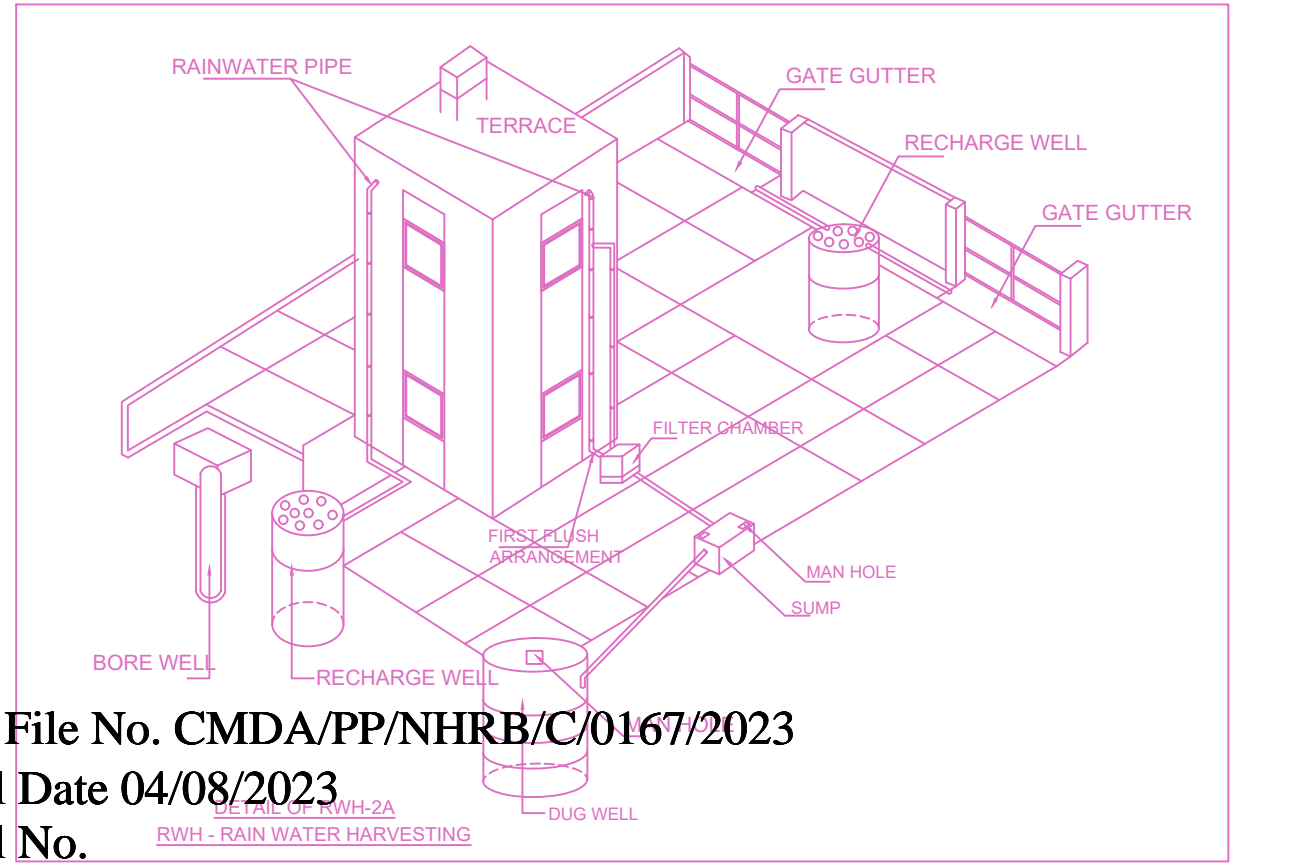 RAINWATER PIPE
GATE GUTTER
TERRACE
RECHARGE WELL
GATE GUTTER
FILTER CHAMBER
FIRST FLUSH
ARRANGEMENT
MAN HOLE
SUMP
BORE WELL
RECHARGE WELL
MAN HOLE
File No. CMDA/PP/NHRB/C/0167/2023
Date 04/08/2023
DETAIL OF RWH-2A
DUG WELL
RWH - RAIN WATER HARVESTING
No.